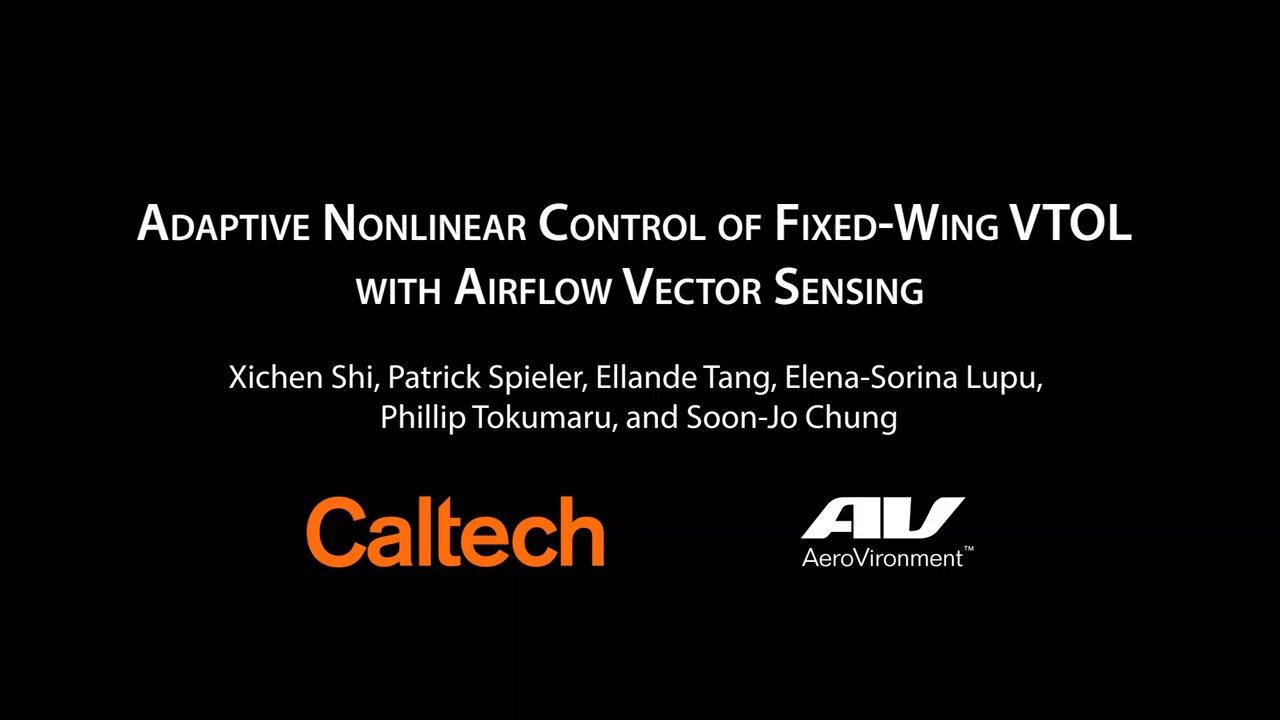 Adaptive Nonlinear Control of Fixed-Wing VTOL
with Airflow Vector Sensing
Xichen Shi, Patrick Spieler, Ellande Tang, Elena-Sorina Lupu,
Phillip Tokumaru, and Soon-Jo Chung
Caltech
AV
AeroVironment™